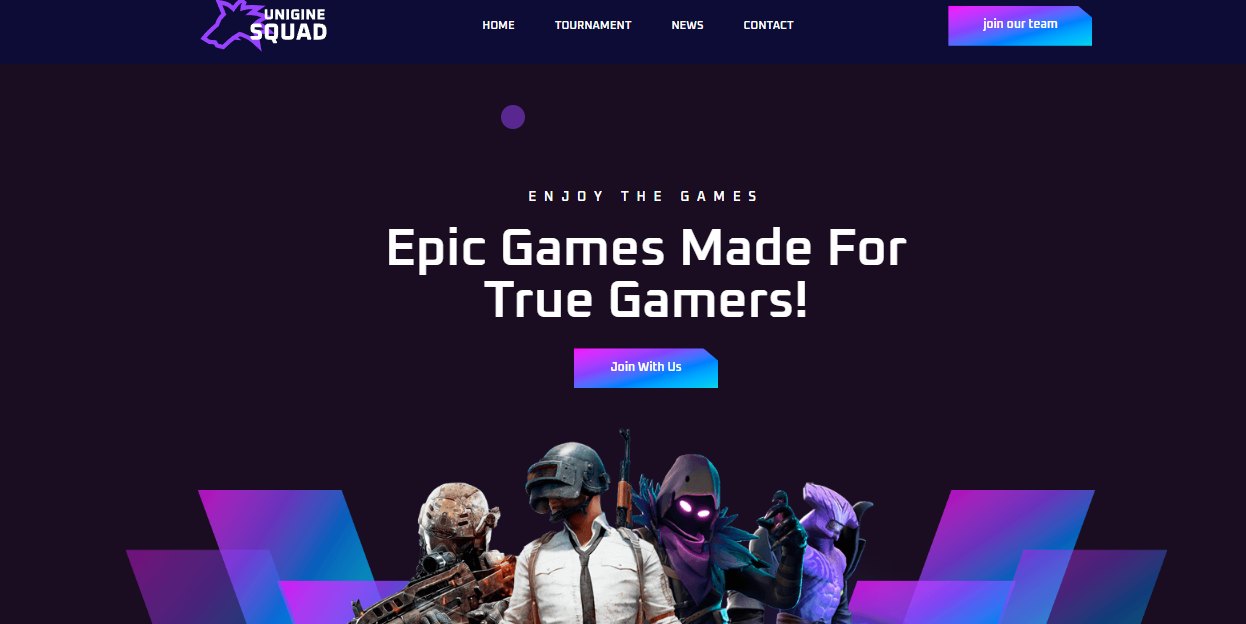 UNIGINE
SQUAD
HOME TOURNAMENT NEWS CONTACT
join our team
ENJOY THE GAMES
Epic Games Made For
True Gamers!
Join With Us